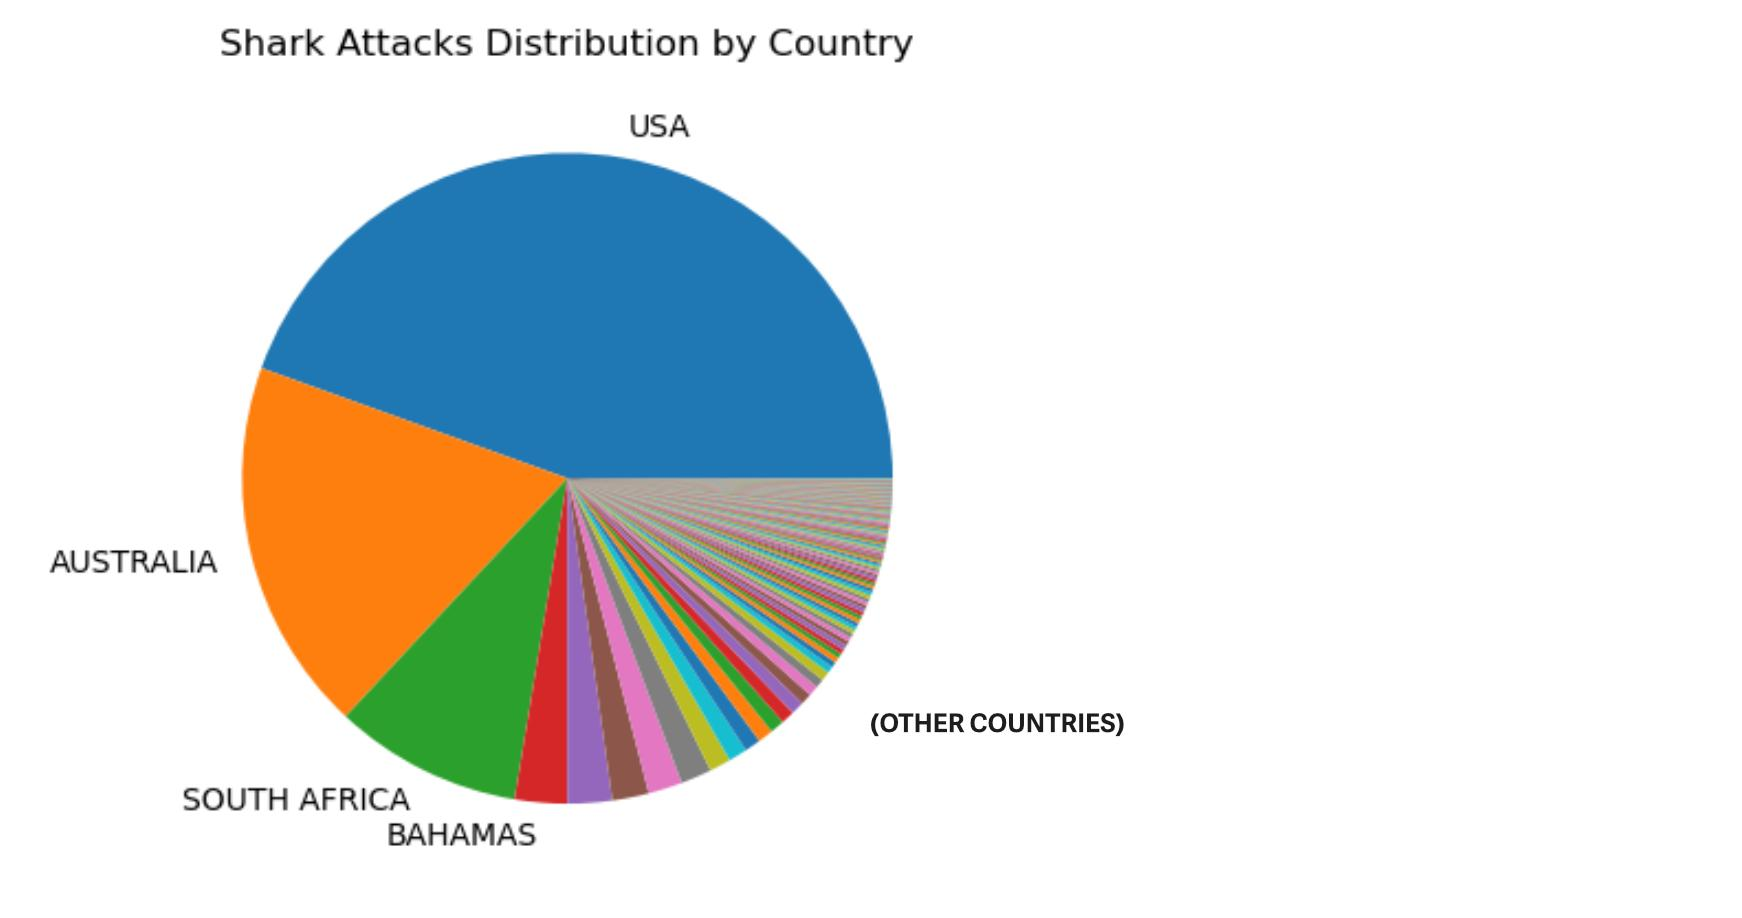 Shark Attacks Distribution by Country
USA
AUSTRALIA
(OTHER COUNTRIES)
SOUTH AFRICA
BAHAMAS